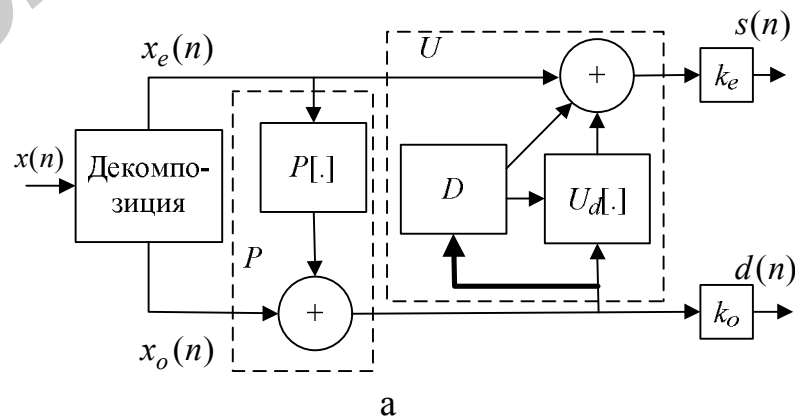 s(n)
x_e(n)
U
+
k_e
x(n)
Декомпо-
зиция
P[.]
D
U_d[.]
P
d(n)
+
k_o
x_o(n)
а